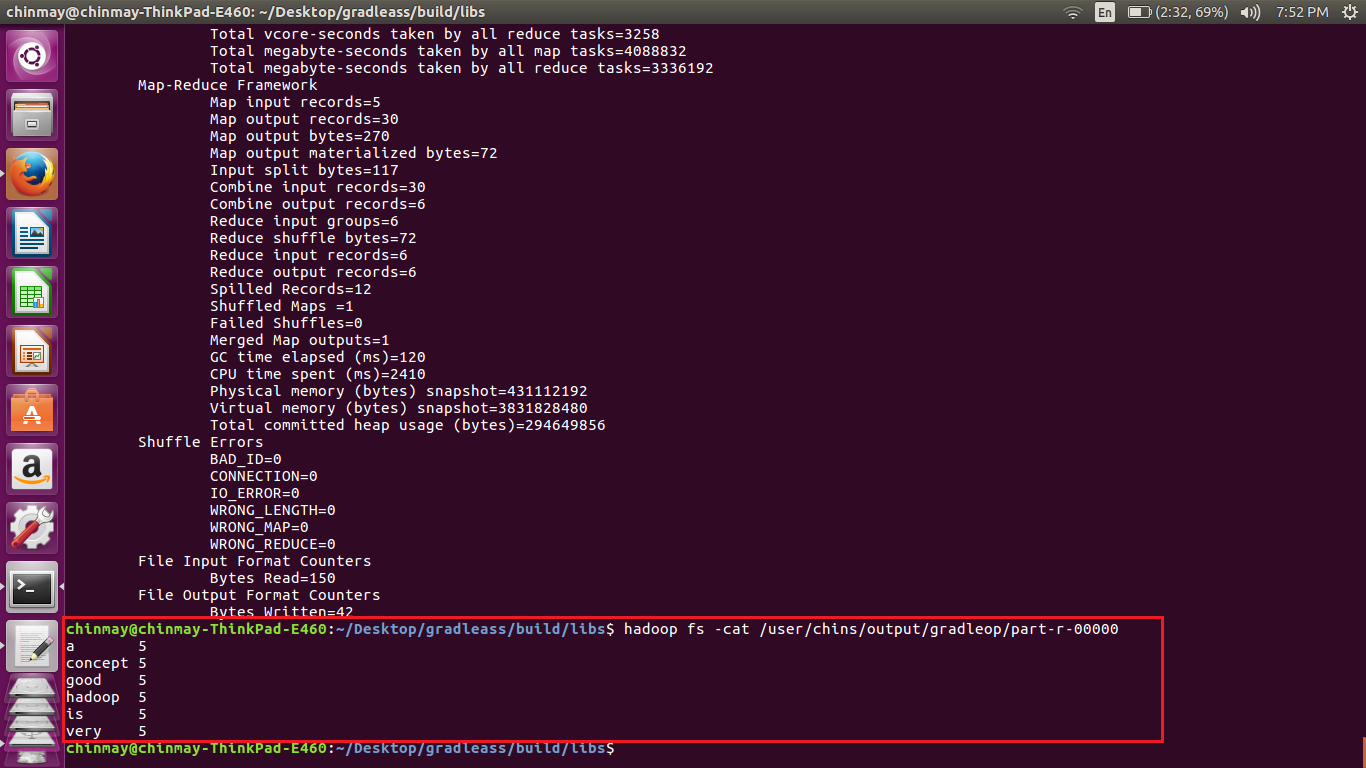 chinmay@chinmay-ThinkPad-E460: ~/Desktop/gradleass/build/libs En (2:32, 69%) 7:52 PM
Total vcore-seconds taken by all reduce tasks=3258
Total megabyte-seconds taken by all map tasks=4088832
Total megabyte-seconds taken by all reduce tasks=3336192
Map-Reduce Framework
Map input records=5
Map output records=30
Map output bytes=270
Map output materialized bytes=72
Input split bytes=117
Combine input records=30
Combine output records=6
Reduce input groups=6
Reduce shuffle bytes=72
Reduce input records=6
Reduce output records=6
Spilled Records=12
Shuffled Maps =1
Failed Shuffles=0
Merged Map outputs=1
GC time elapsed (ms)=120
CPU time spent (ms)=2410
Physical memory (bytes) snapshot=431112192
Virtual memory (bytes) snapshot=3831828480
Total committed heap usage (bytes)=294649856
Shuffle Errors
BAD_ID=0
CONNECTION=0
IO_ERROR=0
WRONG_LENGTH=0
WRONG_MAP=0
WRONG_REDUCE=0
File Input Format Counters
Bytes Read=150
File Output Format Counters
Bytes Written=42
chinmay@chinmay-ThinkPad-E460:~/Desktop/gradleass/build/libs$ hadoop fs -cat /user/chins/output/gradleop/part-r-00000
a 5
concept 5
good 5
hadoop 5
is 5
very 5
chinmay@chinmay-ThinkPad-E460:~/Desktop/gradleass/build/libs$